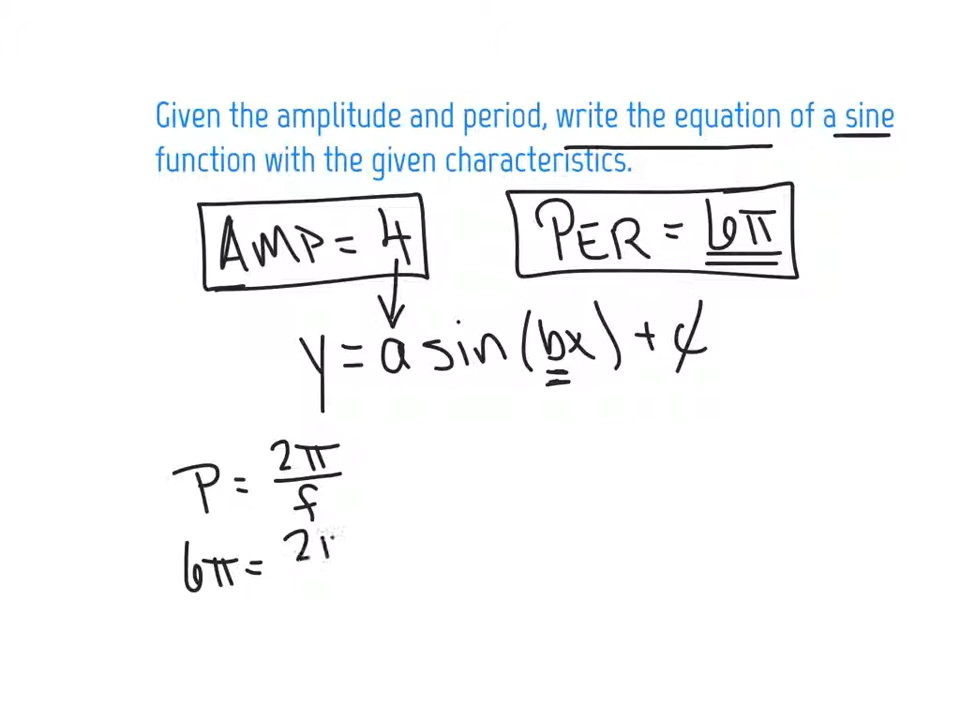 Given the amplitude and period, write the equation of a sine
function with the given characteristics.
AMP = 4 PER = 6π
y = a sin (bx) + c
P = 2π/f
6π = 2